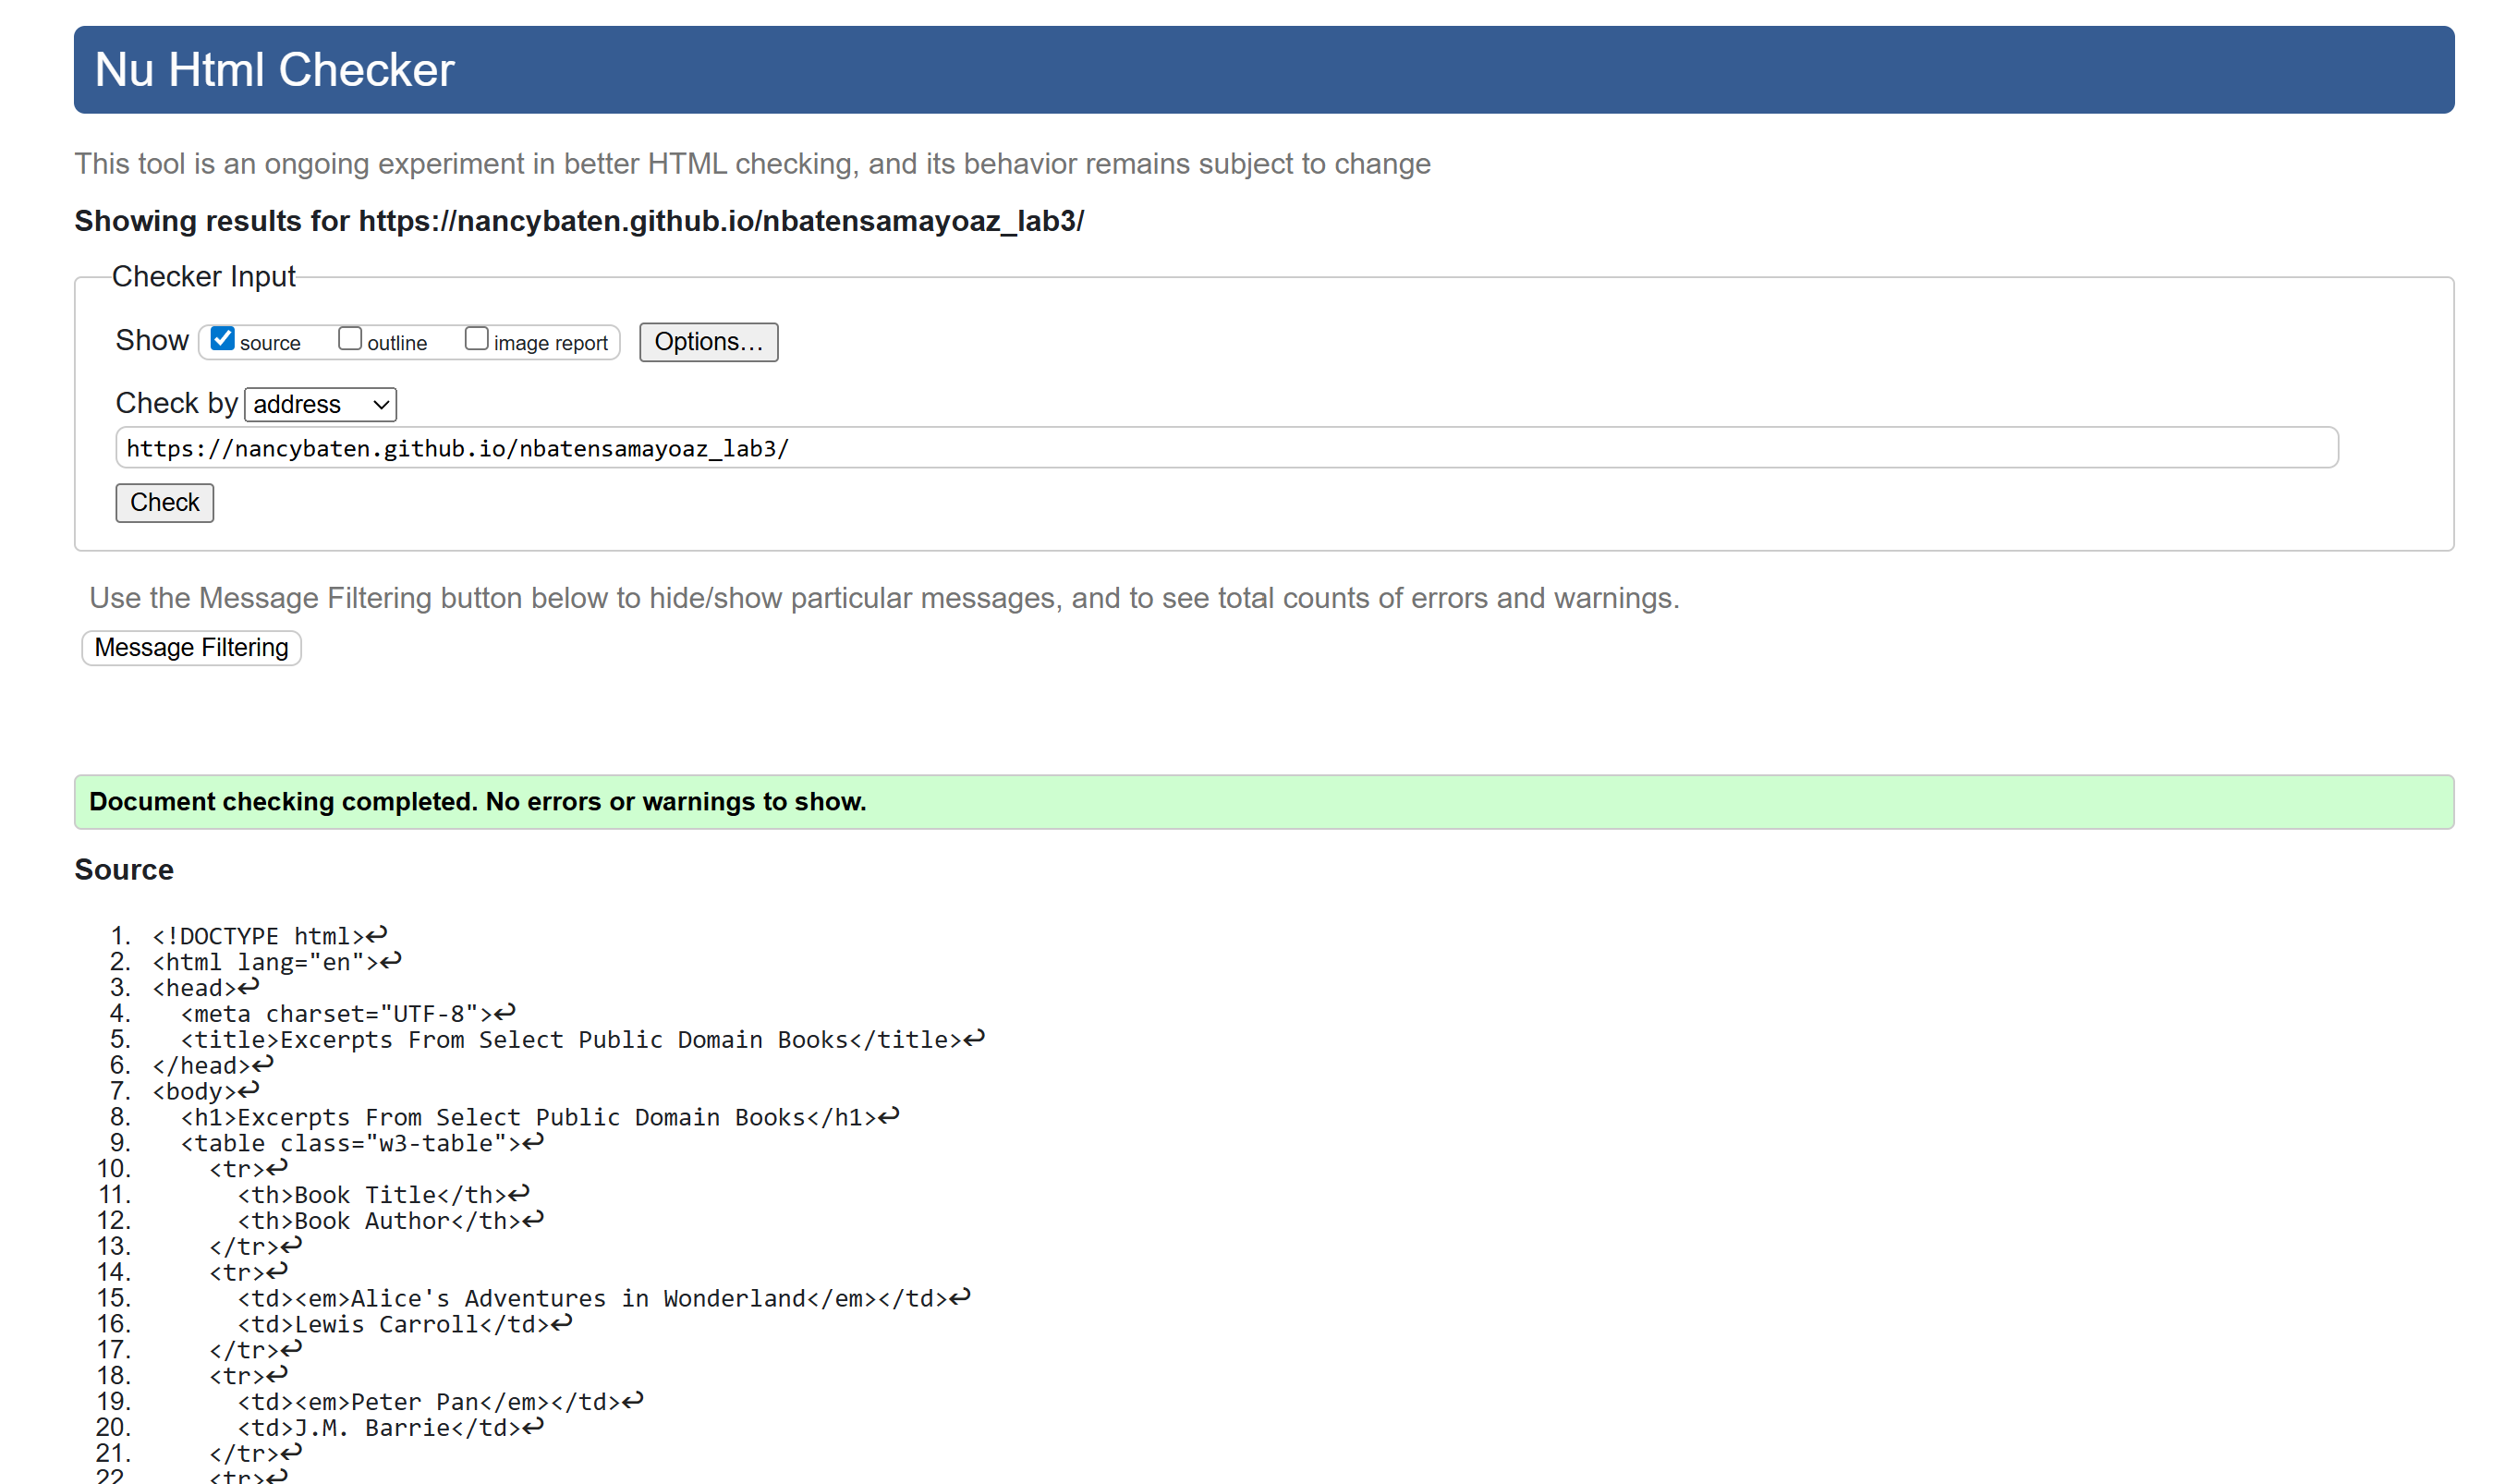 Nu Html Checker
This tool is an ongoing experiment in better HTML checking, and its behavior remains subject to change
Showing results for https://nancybaten.github.io/nbatensamayoaz_lab3/
Checker Input
Show source outline image report Options…
Check by address
https://nancybaten.github.io/nbatensamayoaz_lab3/
Check
Use the Message Filtering button below to hide/show particular messages, and to see total counts of errors and warnings.
Message Filtering
Document checking completed. No errors or warnings to show.
Source
1. <!DOCTYPE html>↩
2. <html lang="en">↩
3. <head>↩
4.   <meta charset="UTF-8">↩
5.   <title>Excerpts From Select Public Domain Books</title>↩
6. </head>↩
7. <body>↩
8.   <h1>Excerpts From Select Public Domain Books</h1>↩
9.   <table class="w3-table">↩
10.     <tr>↩
11.       <th>Book Title</th>↩
12.       <th>Book Author</th>↩
13.     </tr>↩
14.     <tr>↩
15.       <td><em>Alice's Adventures in Wonderland</em></td>↩
16.       <td>Lewis Carroll</td>↩
17.     </tr>↩
18.     <tr>↩
19.       <td><em>Peter Pan</em></td>↩
20.       <td>J.M. Barrie</td>↩
21.     </tr>↩
22.     <tr>↩